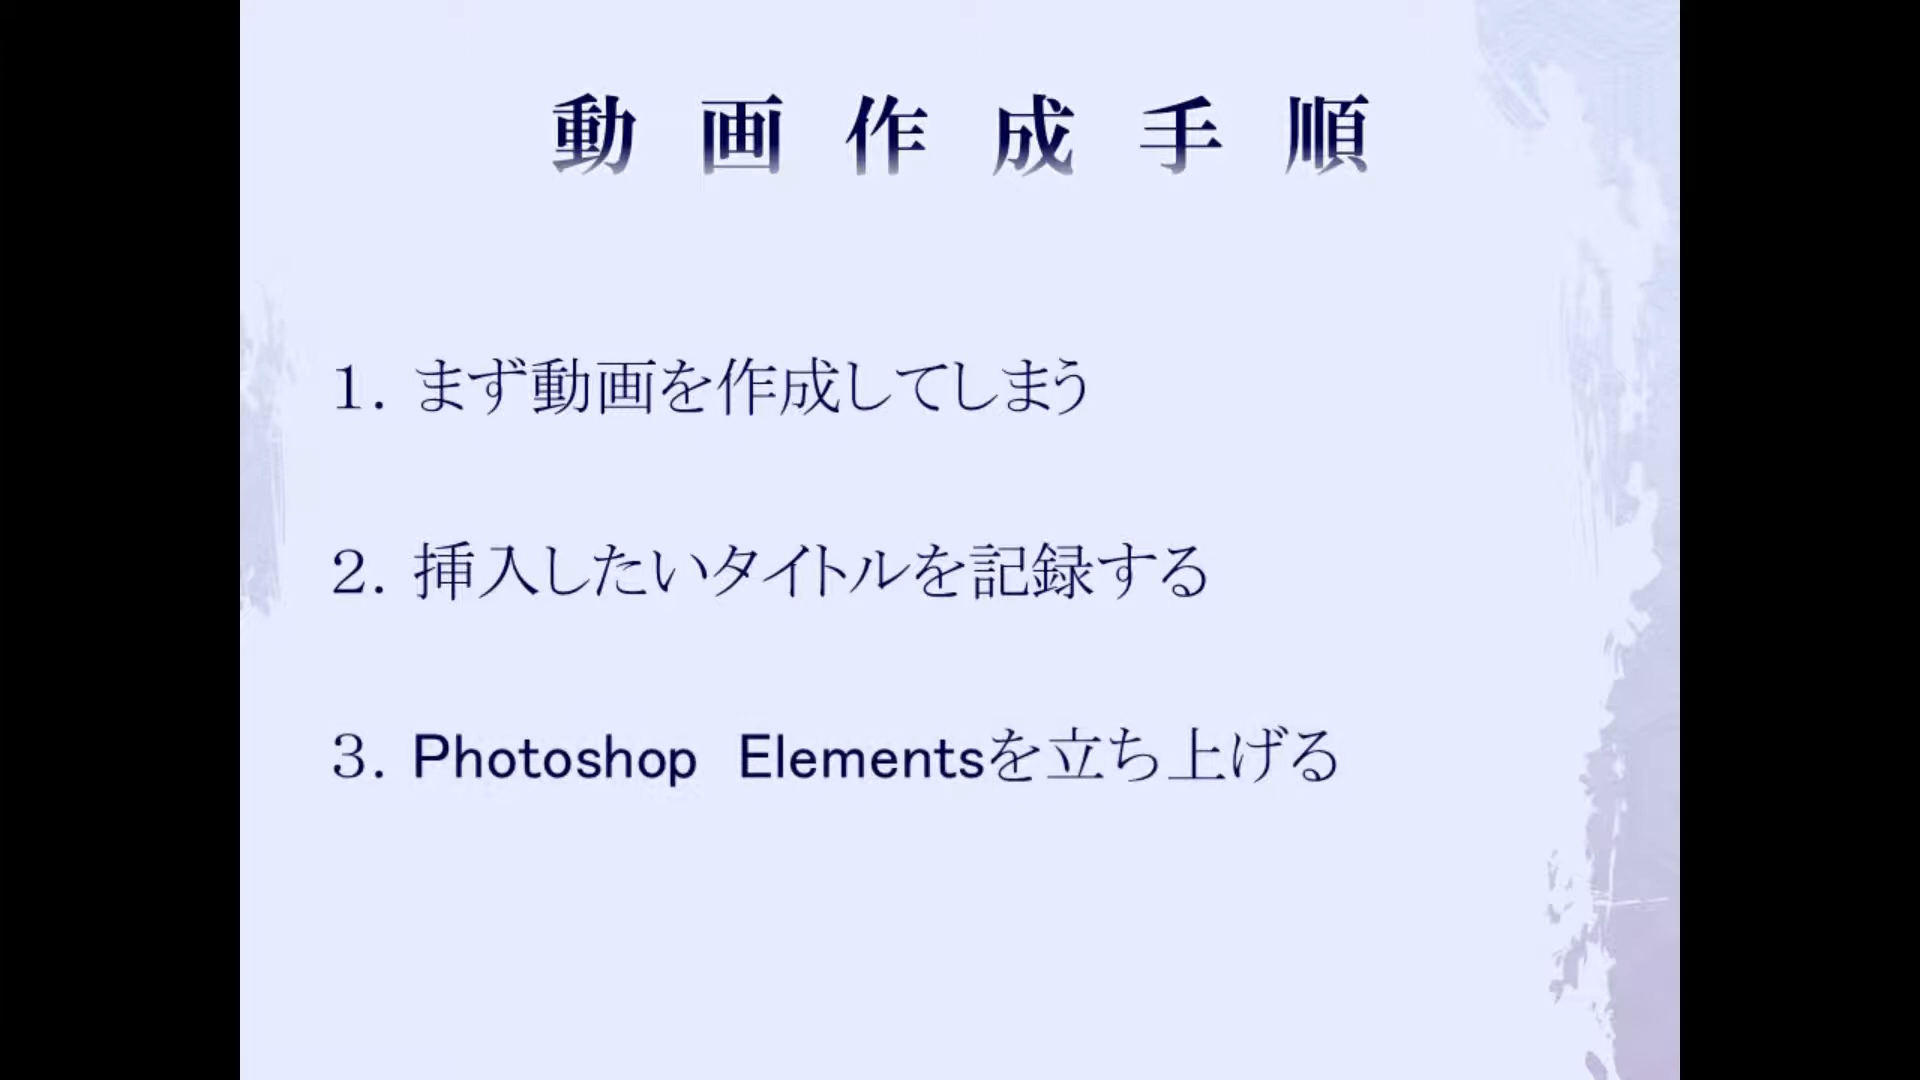 動画作成手順
１．まず動画を作成してしまう
２．挿入したいタイトルを記録する
３．Photoshop　Elementsを立ち上げる